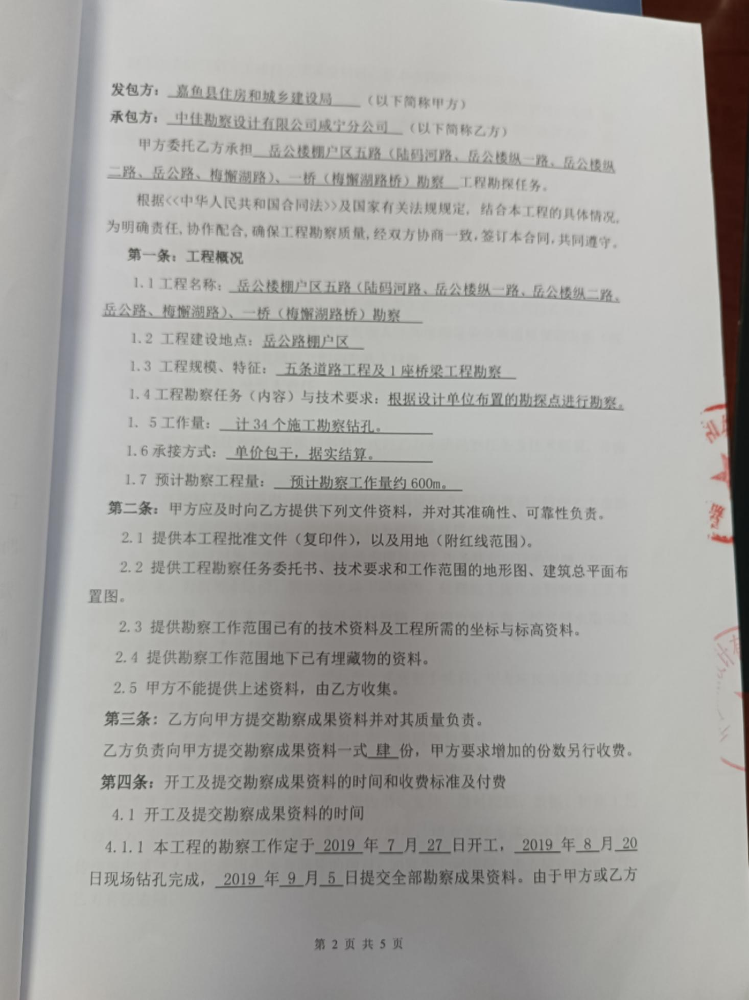 发包方： 嘉鱼县住房和城乡建设局 （以下简称甲方）
承包方： 中佳勘察设计有限公司咸宁分公司 （以下简称乙方）
甲方委托乙方承担 岳公楼棚户区五路（陆码河路、岳公楼纵一路、岳公楼纵
二路、岳公路、梅懈湖路）、一桥（梅懈湖路桥）勘察 工程勘探任务。
根据<<中华人民共和国合同法>>及国家有关法规规定，结合本工程的具体情况，
为明确责任，协作配合，确保工程勘察质量，经双方协商一致，签订本合同，共同遵守。
第一条：工程概况
1.1 工程名称： 岳公楼棚户区五路（陆码河路、岳公楼纵一路、岳公楼纵二路、
岳公路、梅懈湖路）、一桥（梅懈湖路桥）勘察
1.2 工程建设地点：岳公路棚户区
1.3 工程规模、特征： 五条道路工程及 1 座桥梁工程勘察
1.4 工程勘察任务（内容）与技术要求：根据设计单位布置的勘探点进行勘察。
1. 5 工作量： 计 34 个施工勘察钻孔。
1.6 承接方式： 单价包干，据实结算。
1.7 预计勘察工程量： 预计勘察工作量约 600m。
第二条：甲方应及时向乙方提供下列文件资料，并对其准确性、可靠性负责。
2.1 提供本工程批准文件（复印件），以及用地（附红线范围）。
2.2 提供工程勘察任务委托书、技术要求和工作范围的地形图、建筑总平面布
置图。
2.3 提供勘察工作范围已有的技术资料及工程所需的坐标与标高资料。
2.4 提供勘察工作范围地下已有埋藏物的资料。
2.5 甲方不能提供上述资料，由乙方收集。
第三条：乙方向甲方提交勘察成果资料并对其质量负责。
乙方负责向甲方提交勘察成果资料一式 肆 份，甲方要求增加的份数另行收费。
第四条：开工及提交勘察成果资料的时间和收费标准及付费
4.1 开工及提交勘察成果资料的时间
4.1.1 本工程的勘察工作定于 2019 年 7 月 27 日开工， 2019 年 8 月 20
日现场钻孔完成， 2019 年 9 月 5 日提交全部勘察成果资料。由于甲方或乙方
第 2 页 共 5 页